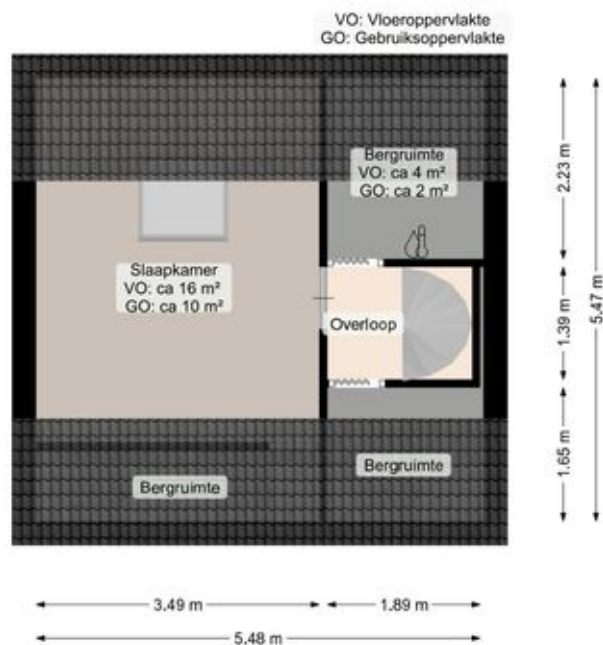 VO: Vloeroppervlakte
GO: Gebruiksoppervlakte
Bergruimte
VO: ca 4 m²
GO: ca 2 m²
2.23 m
Slaapkamer
VO: ca 16 m²
GO: ca 10 m²
Overloop
1.39 m
5.47 m
Bergruimte
Bergruimte
1.65 m
3.49 m
1.89 m
5.48 m